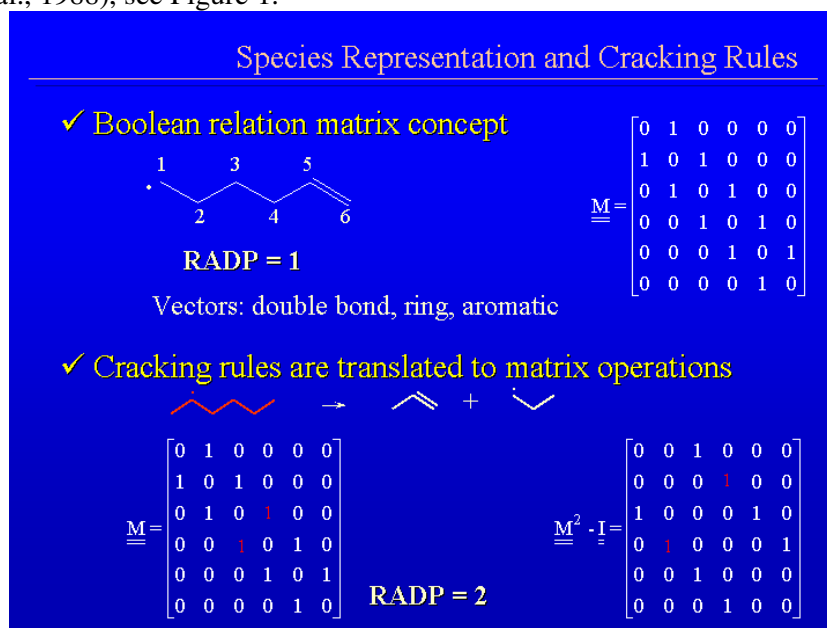 al., 1988), see Figure 1.
Species Representation and Cracking Rules
✓ Boolean relation matrix concept
1 3 5
2 4 6
RADP = 1
Vectors: double bond, ring, aromatic
M =
0 1 0 0 0 0
1 0 1 0 0 0
0 1 0 1 0 0
0 0 1 0 1 0
0 0 0 1 0 1
0 0 0 0 1 0
✓ Cracking rules are translated to matrix operations
→ +
M =
0 1 0 0 0 0
1 0 1 0 0 0
0 1 0 1 0 0
0 0 1 0 1 0
0 0 0 1 0 1
0 0 0 0 1 0
RADP = 2
M² - I =
0 0 1 0 0 0
0 0 0 1 0 0
1 0 0 0 1 0
0 1 0 0 0 1
0 0 1 0 0 0
0 0 0 1 0 0